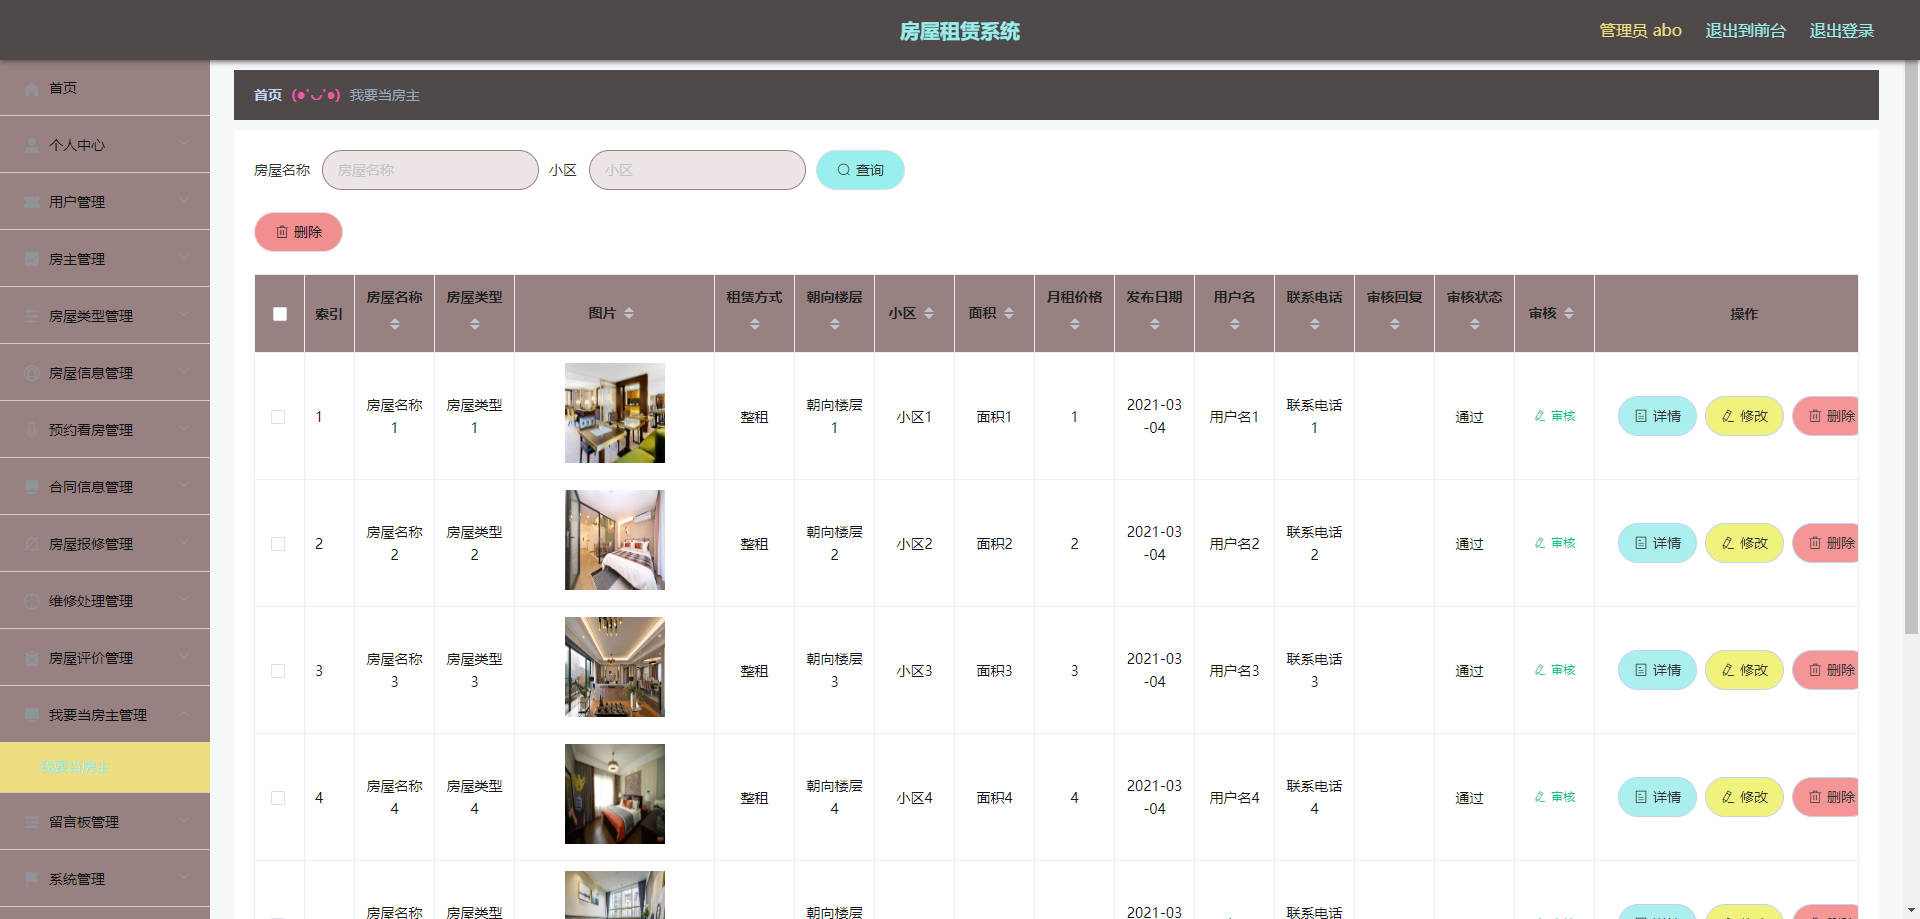 房屋租赁系统
管理员 abo 退出到前台 退出登录
首页
个人中心
用户管理
房主管理
房屋类型管理
房屋信息管理
预约看房管理
合同信息管理
房屋报修管理
维修处理管理
房屋评价管理
我要当房主管理
我要当房主
留言板管理
系统管理
首页 (●'◡'●) 我要当房主
房屋名称 房屋名称 小区 小区 查询
删除
索引 房屋名称 房屋类型 图片 租赁方式 朝向楼层 小区 面积 月租价格 发布日期 用户名 联系电话 审核回复 审核状态 审核 操作
1 房屋名称1 房屋类型1 整租 朝向楼层1 小区1 面积1 1 2021-03-04 用户名1 联系电话1 通过 审核 详情 修改 删除
2 房屋名称2 房屋类型2 整租 朝向楼层2 小区2 面积2 2 2021-03-04 用户名2 联系电话2 通过 审核 详情 修改 删除
3 房屋名称3 房屋类型3 整租 朝向楼层3 小区3 面积3 3 2021-03-04 用户名3 联系电话3 通过 审核 详情 修改 删除
4 房屋名称4 房屋类型4 整租 朝向楼层4 小区4 面积4 4 2021-03-04 用户名4 联系电话4 通过 审核 详情 修改 删除
房屋名称 房屋类型 朝向楼层 2021-03 联系电话